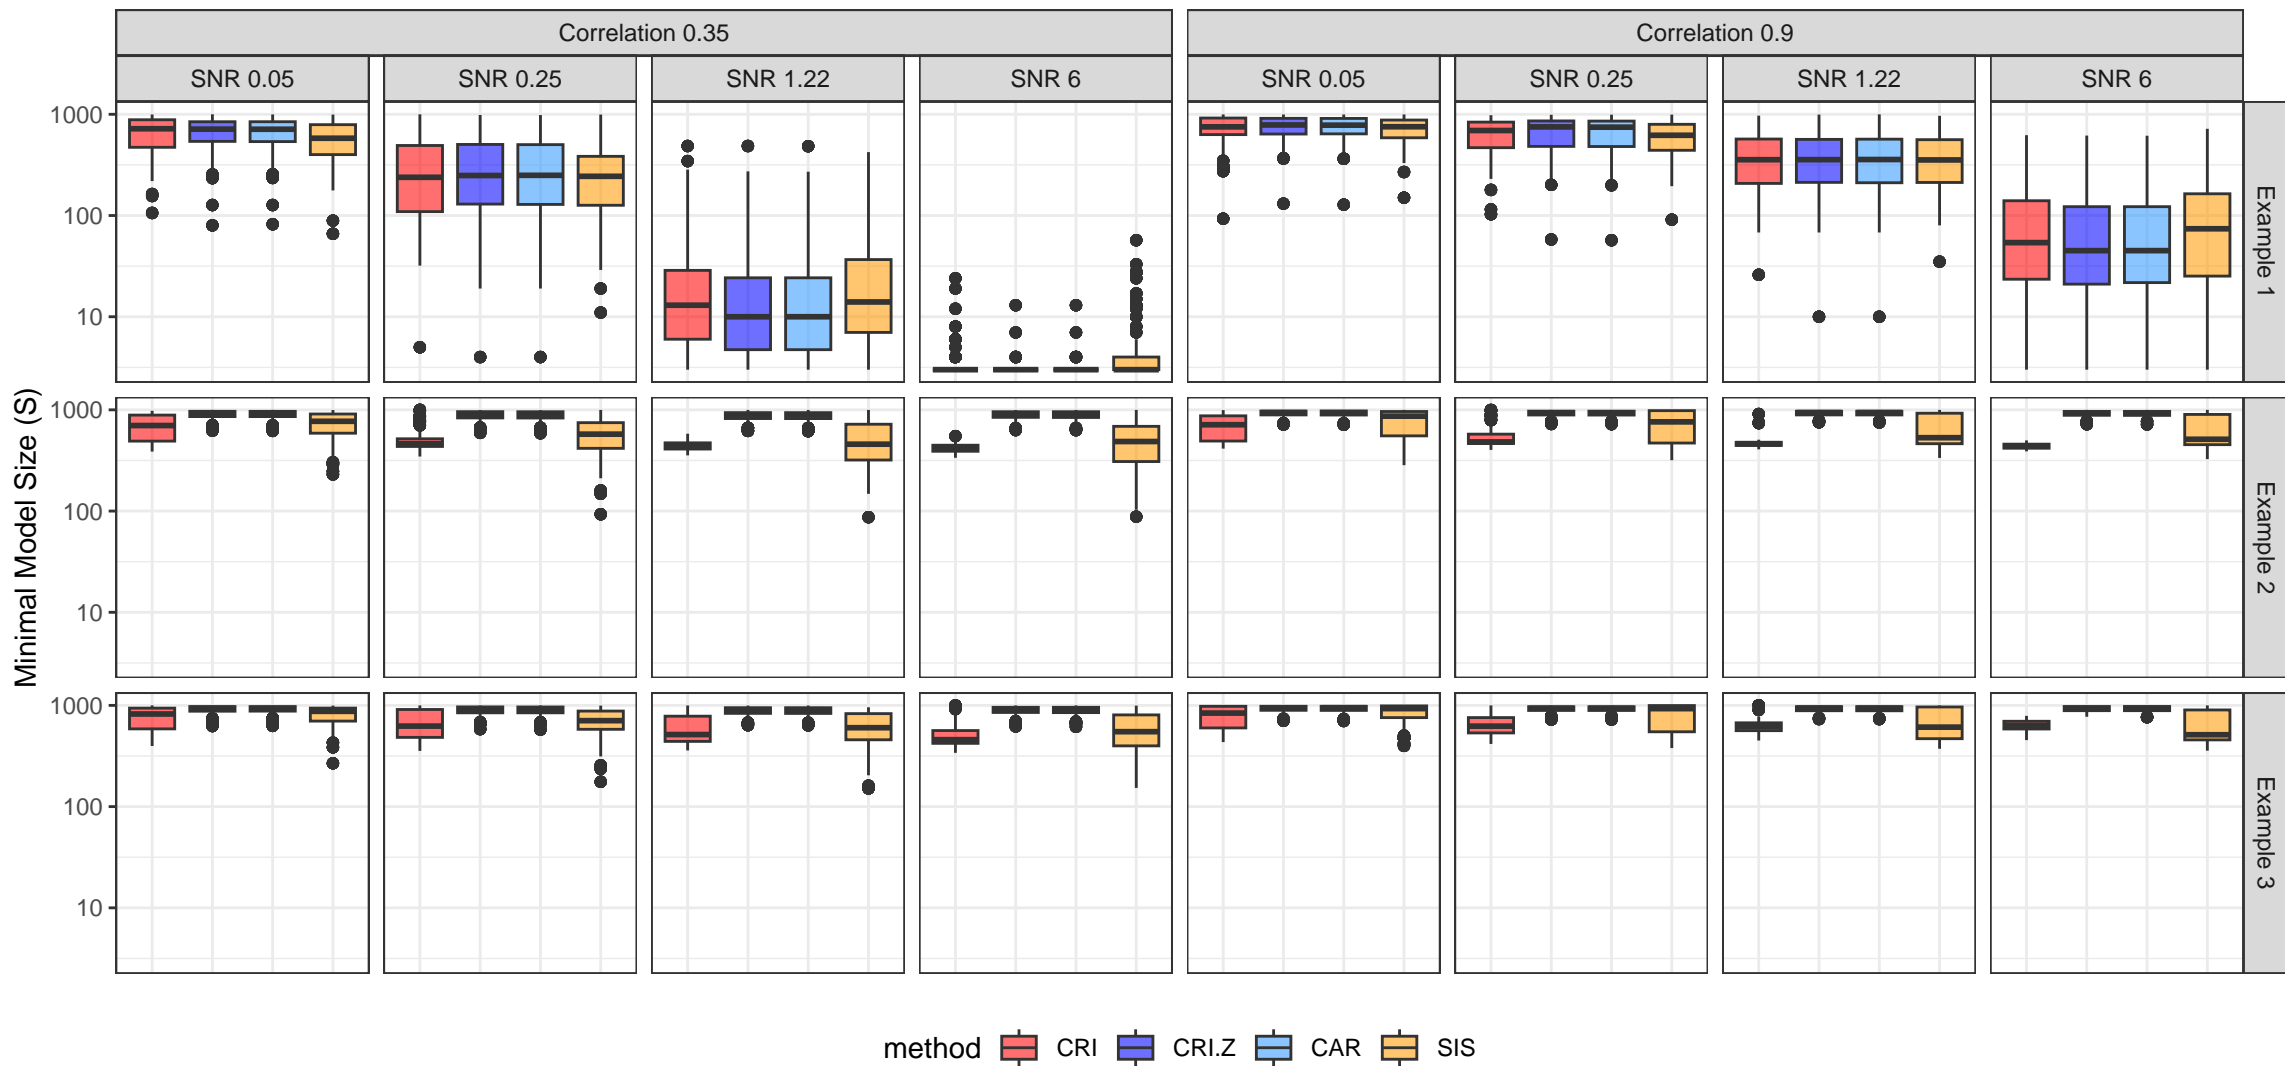 Correlation 0.35 Correlation 0.9
SNR 0.05 SNR 0.25 SNR 1.22 SNR 6 SNR 0.05 SNR 0.25 SNR 1.22 SNR 6
Minimal Model Size (S)
1000
100
10
Example 1
1000
100
10
Example 2
1000
100
10
Example 3
method CRI CRI.Z CAR SIS